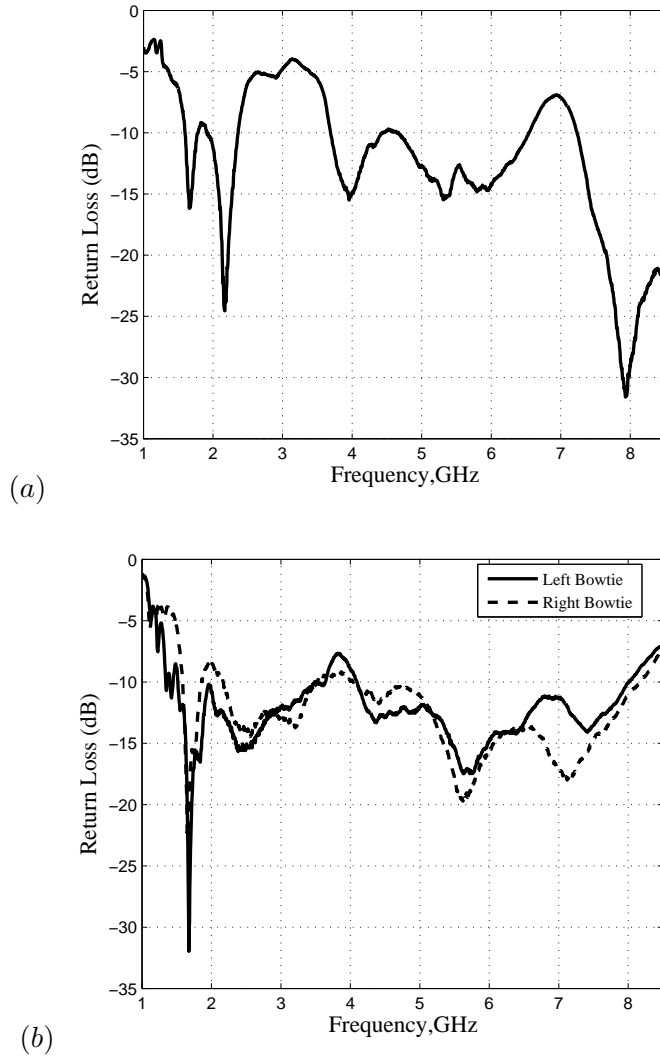 0
−5
−10
−15
−20
−25
−30
−35
Return Loss (dB)
1 2 3 4 5 6 7 8
Frequency,GHz
(a)
0
−5
−10
−15
−20
−25
−30
−35
Return Loss (dB)
Left Bowtie
Right Bowtie
1 2 3 4 5 6 7 8
Frequency,GHz
(b)